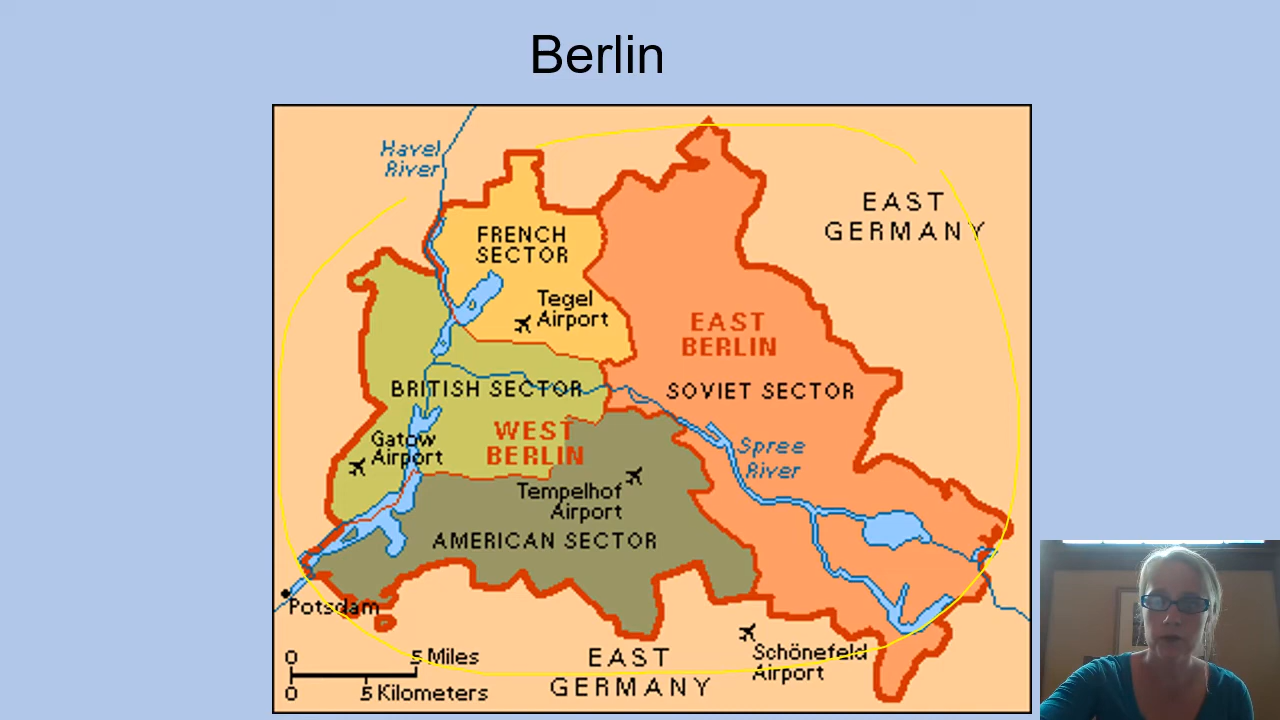 Berlin
Havel
River
EAST
GERMANY
FRENCH
SECTOR
Tegel
Airport
EAST
BERLIN
BRITISH SECTOR
SOVIET SECTOR
WEST
BERLIN
Gatow
Airport
Spree
River
Tempelhof
Airport
AMERICAN SECTOR
Potsdam
0 5 Miles
0 5 Kilometers
EAST
GERMANY
Schönefeld
Airport